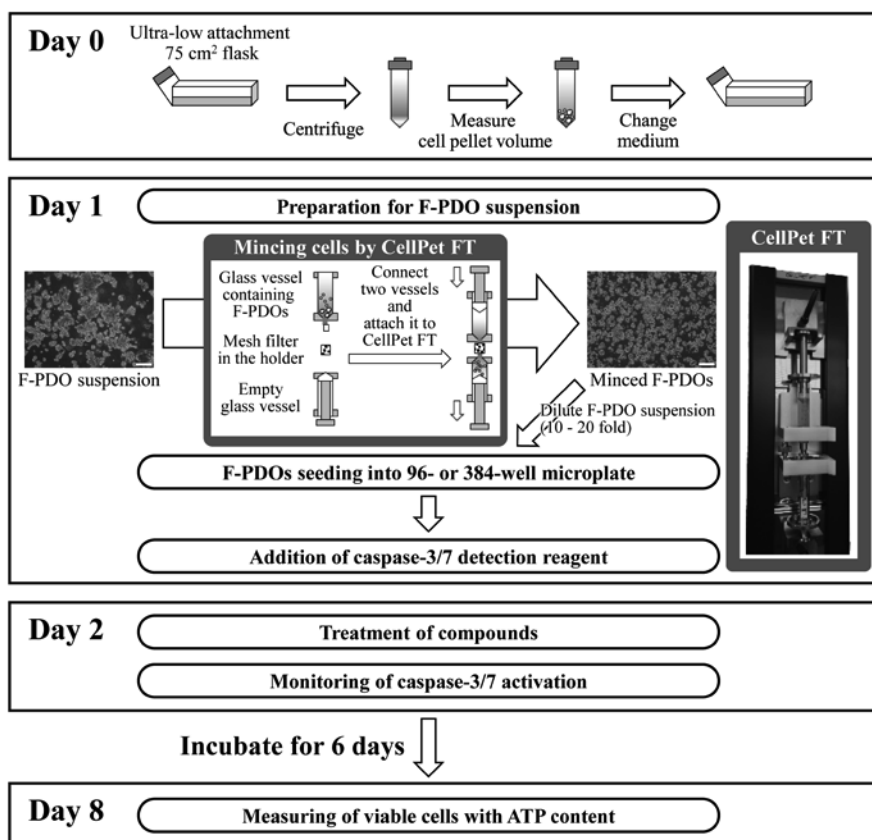 Day 0
Ultra-low attachment
75 cm² flask
Centrifuge
Measure
cell pellet volume
Change
medium
Day 1
Preparation for F-PDO suspension
Mincing cells by CellPet FT
Glass vessel
containing
F-PDOs
Mesh filter
in the holder
Empty
glass vessel
Connect
two vessels
and
attach it to
CellPet FT
F-PDO suspension
Minced F-PDOs
Dilute F-PDO suspension
(10 - 20 fold)
CellPet FT
F-PDOs seeding into 96- or 384-well microplate
Addition of caspase-3/7 detection reagent
Day 2
Treatment of compounds
Monitoring of caspase-3/7 activation
Incubate for 6 days
Day 8
Measuring of viable cells with ATP content